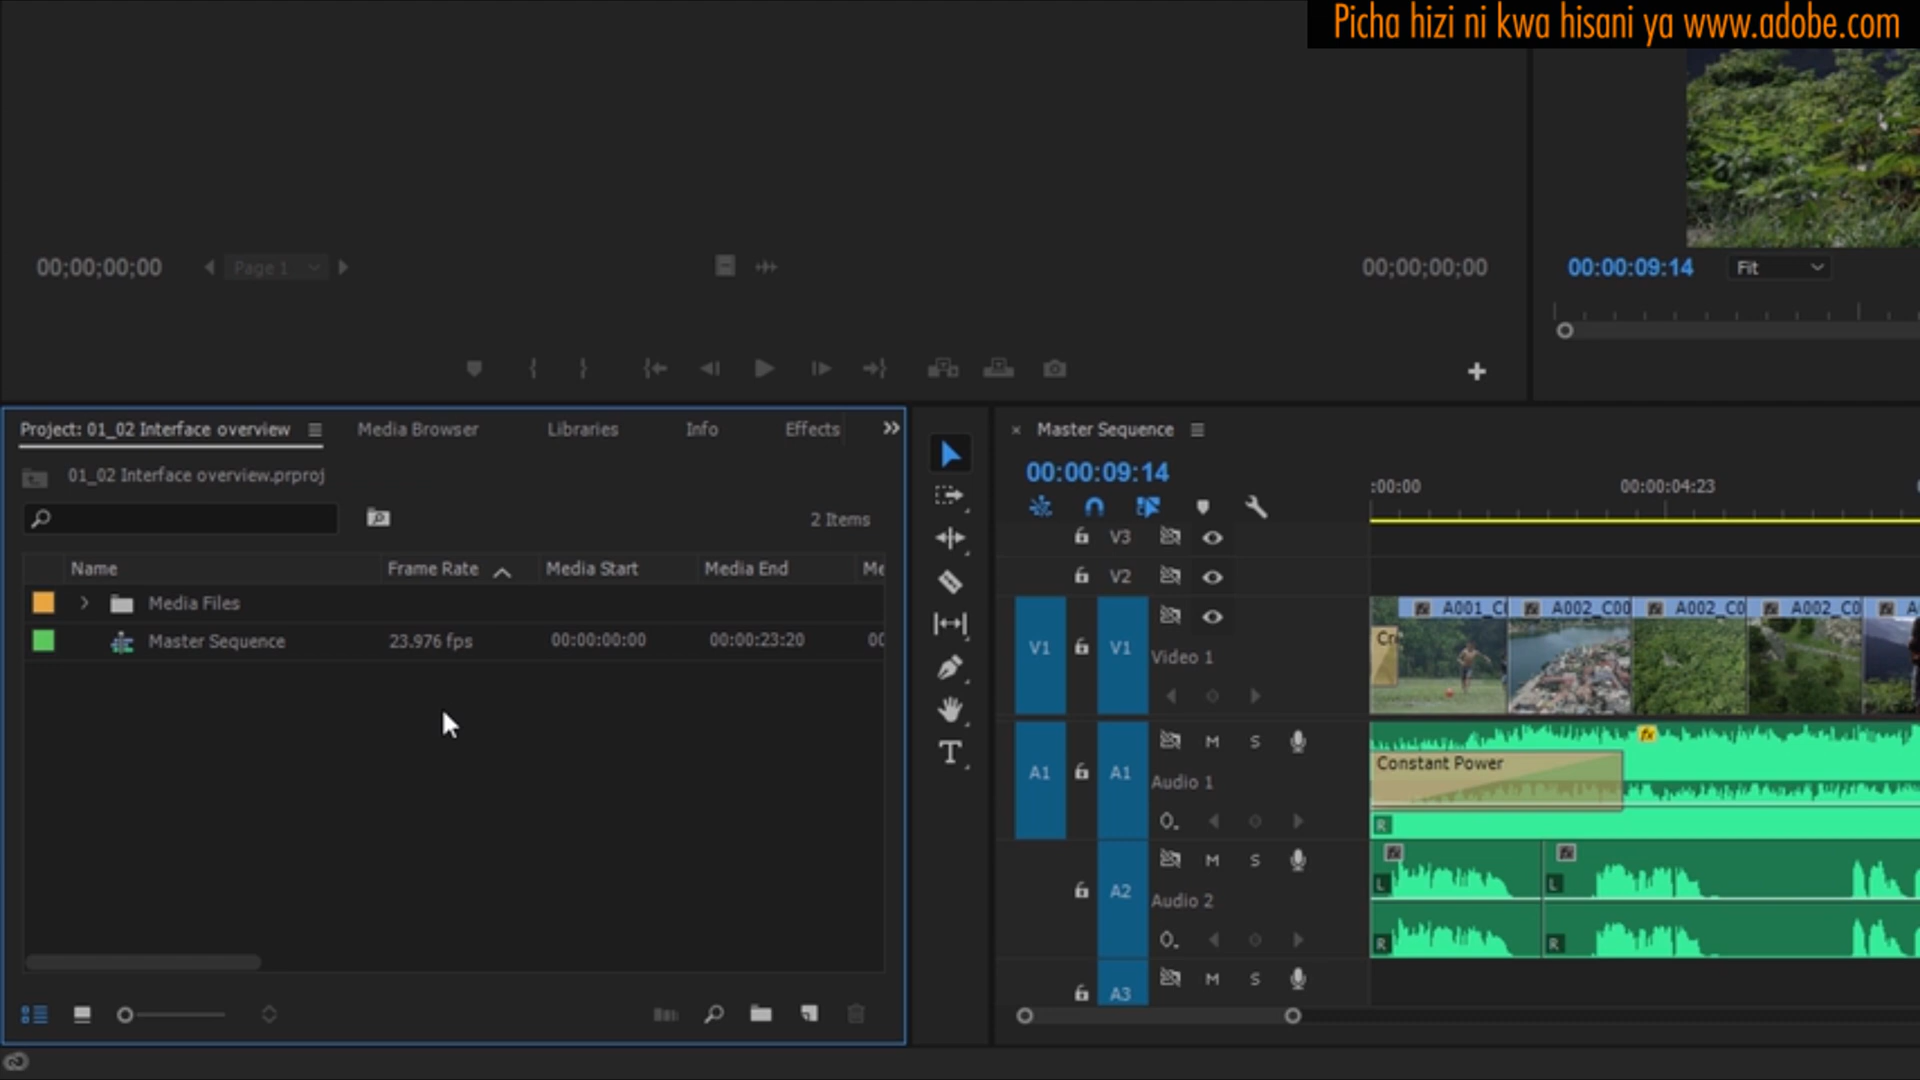 Picha hizi ni kwa hisani ya www.adobe.com
00;00;00;00
Page 1
00;00;00;00
00:00:09:14
Fit
Project: 01_02 Interface overview
Media Browser
Libraries
Info
Effects
01_02 Interface overview.prproj
2 Items
Name
Frame Rate
Media Start
Media End
Me
Media Files
Master Sequence
23.976 fps
00:00:00:00
00:00:23:20
00
Master Sequence
00:00:09:14
:00:00
00:00:04:23
V3
V2
V1
V1
Video 1
A1
A1
M
S
Audio 1
A2
M
S
Audio 2
A3
M
S
A001_C
A002_C00
A002_C0
A002_C0
A
Cr
fx
Constant Power
R
L
L
R
R